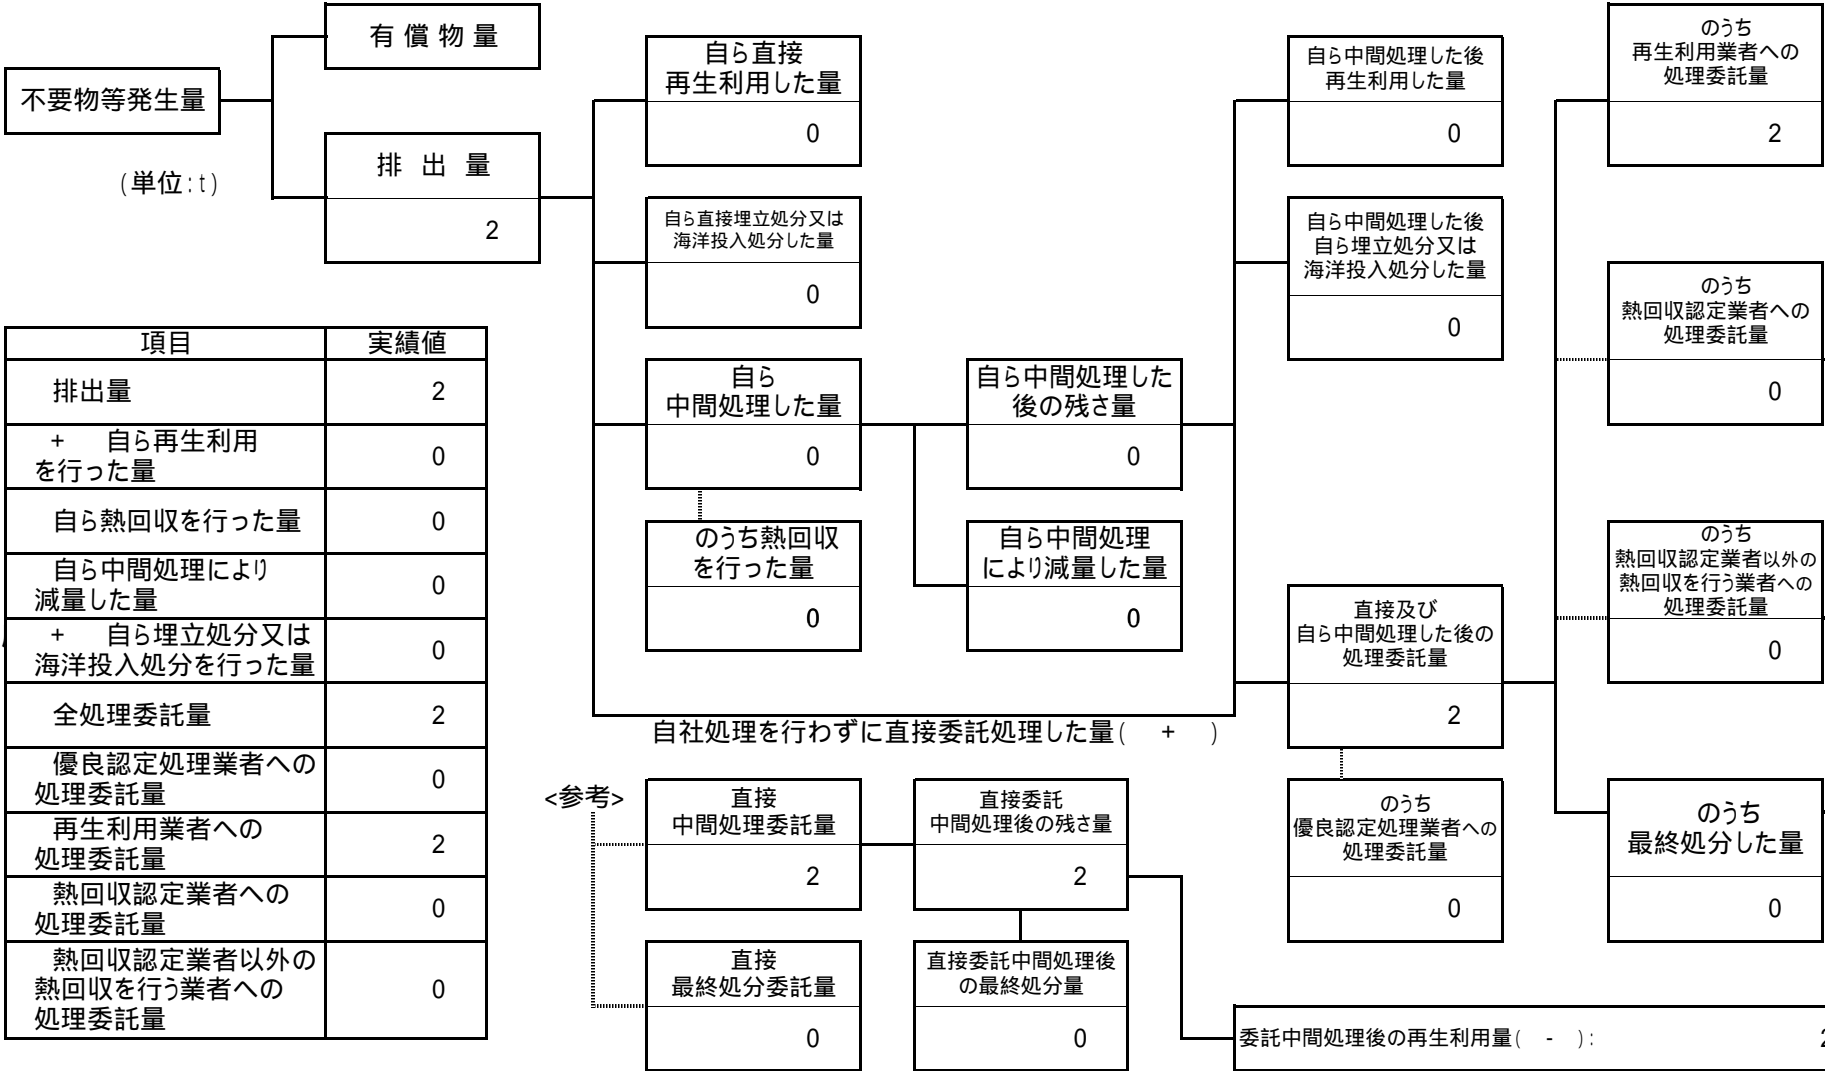 不要物等発生量
(単位:t)
有 償 物 量
排 出 量
2
自ら直接
再生利用した量
0
自ら直接埋立処分又は
海洋投入処分した量
0
自ら
中間処理した量
0
のうち熱回収
を行った量
0
自ら中間処理した
後の残さ量
0
自ら中間処理
により減量した量
0
自ら中間処理した後
再生利用した量
0
自ら中間処理した後
自ら埋立処分又は
海洋投入処分した量
0
直接及び
自ら中間処理した後の
処理委託量
2
のうち
優良認定処理業者への
処理委託量
0
のうち
再生利用業者への
処理委託量
2
のうち
熱回収認定業者への
処理委託量
0
のうち
熱回収認定業者以外の
熱回収を行う業者への
処理委託量
0
のうち
最終処分した量
0
自社処理を行わずに直接委託処理した量( + )
<参考>
直接
中間処理委託量
2
直接委託
中間処理後の残さ量
2
直接
最終処分委託量
0
直接委託中間処理後
の最終処分量
0
委託中間処理後の再生利用量( - ):
項目 実績値
排出量 2
+ 自ら再生利用
を行った量 0
自ら熱回収を行った量 0
自ら中間処理により
減量した量 0
+ 自ら埋立処分又は
海洋投入処分を行った量 0
全処理委託量 2
優良認定処理業者への
処理委託量 0
再生利用業者への
処理委託量 2
熱回収認定業者への
処理委託量 0
熱回収認定業者以外の
熱回収を行う業者への
処理委託量 0